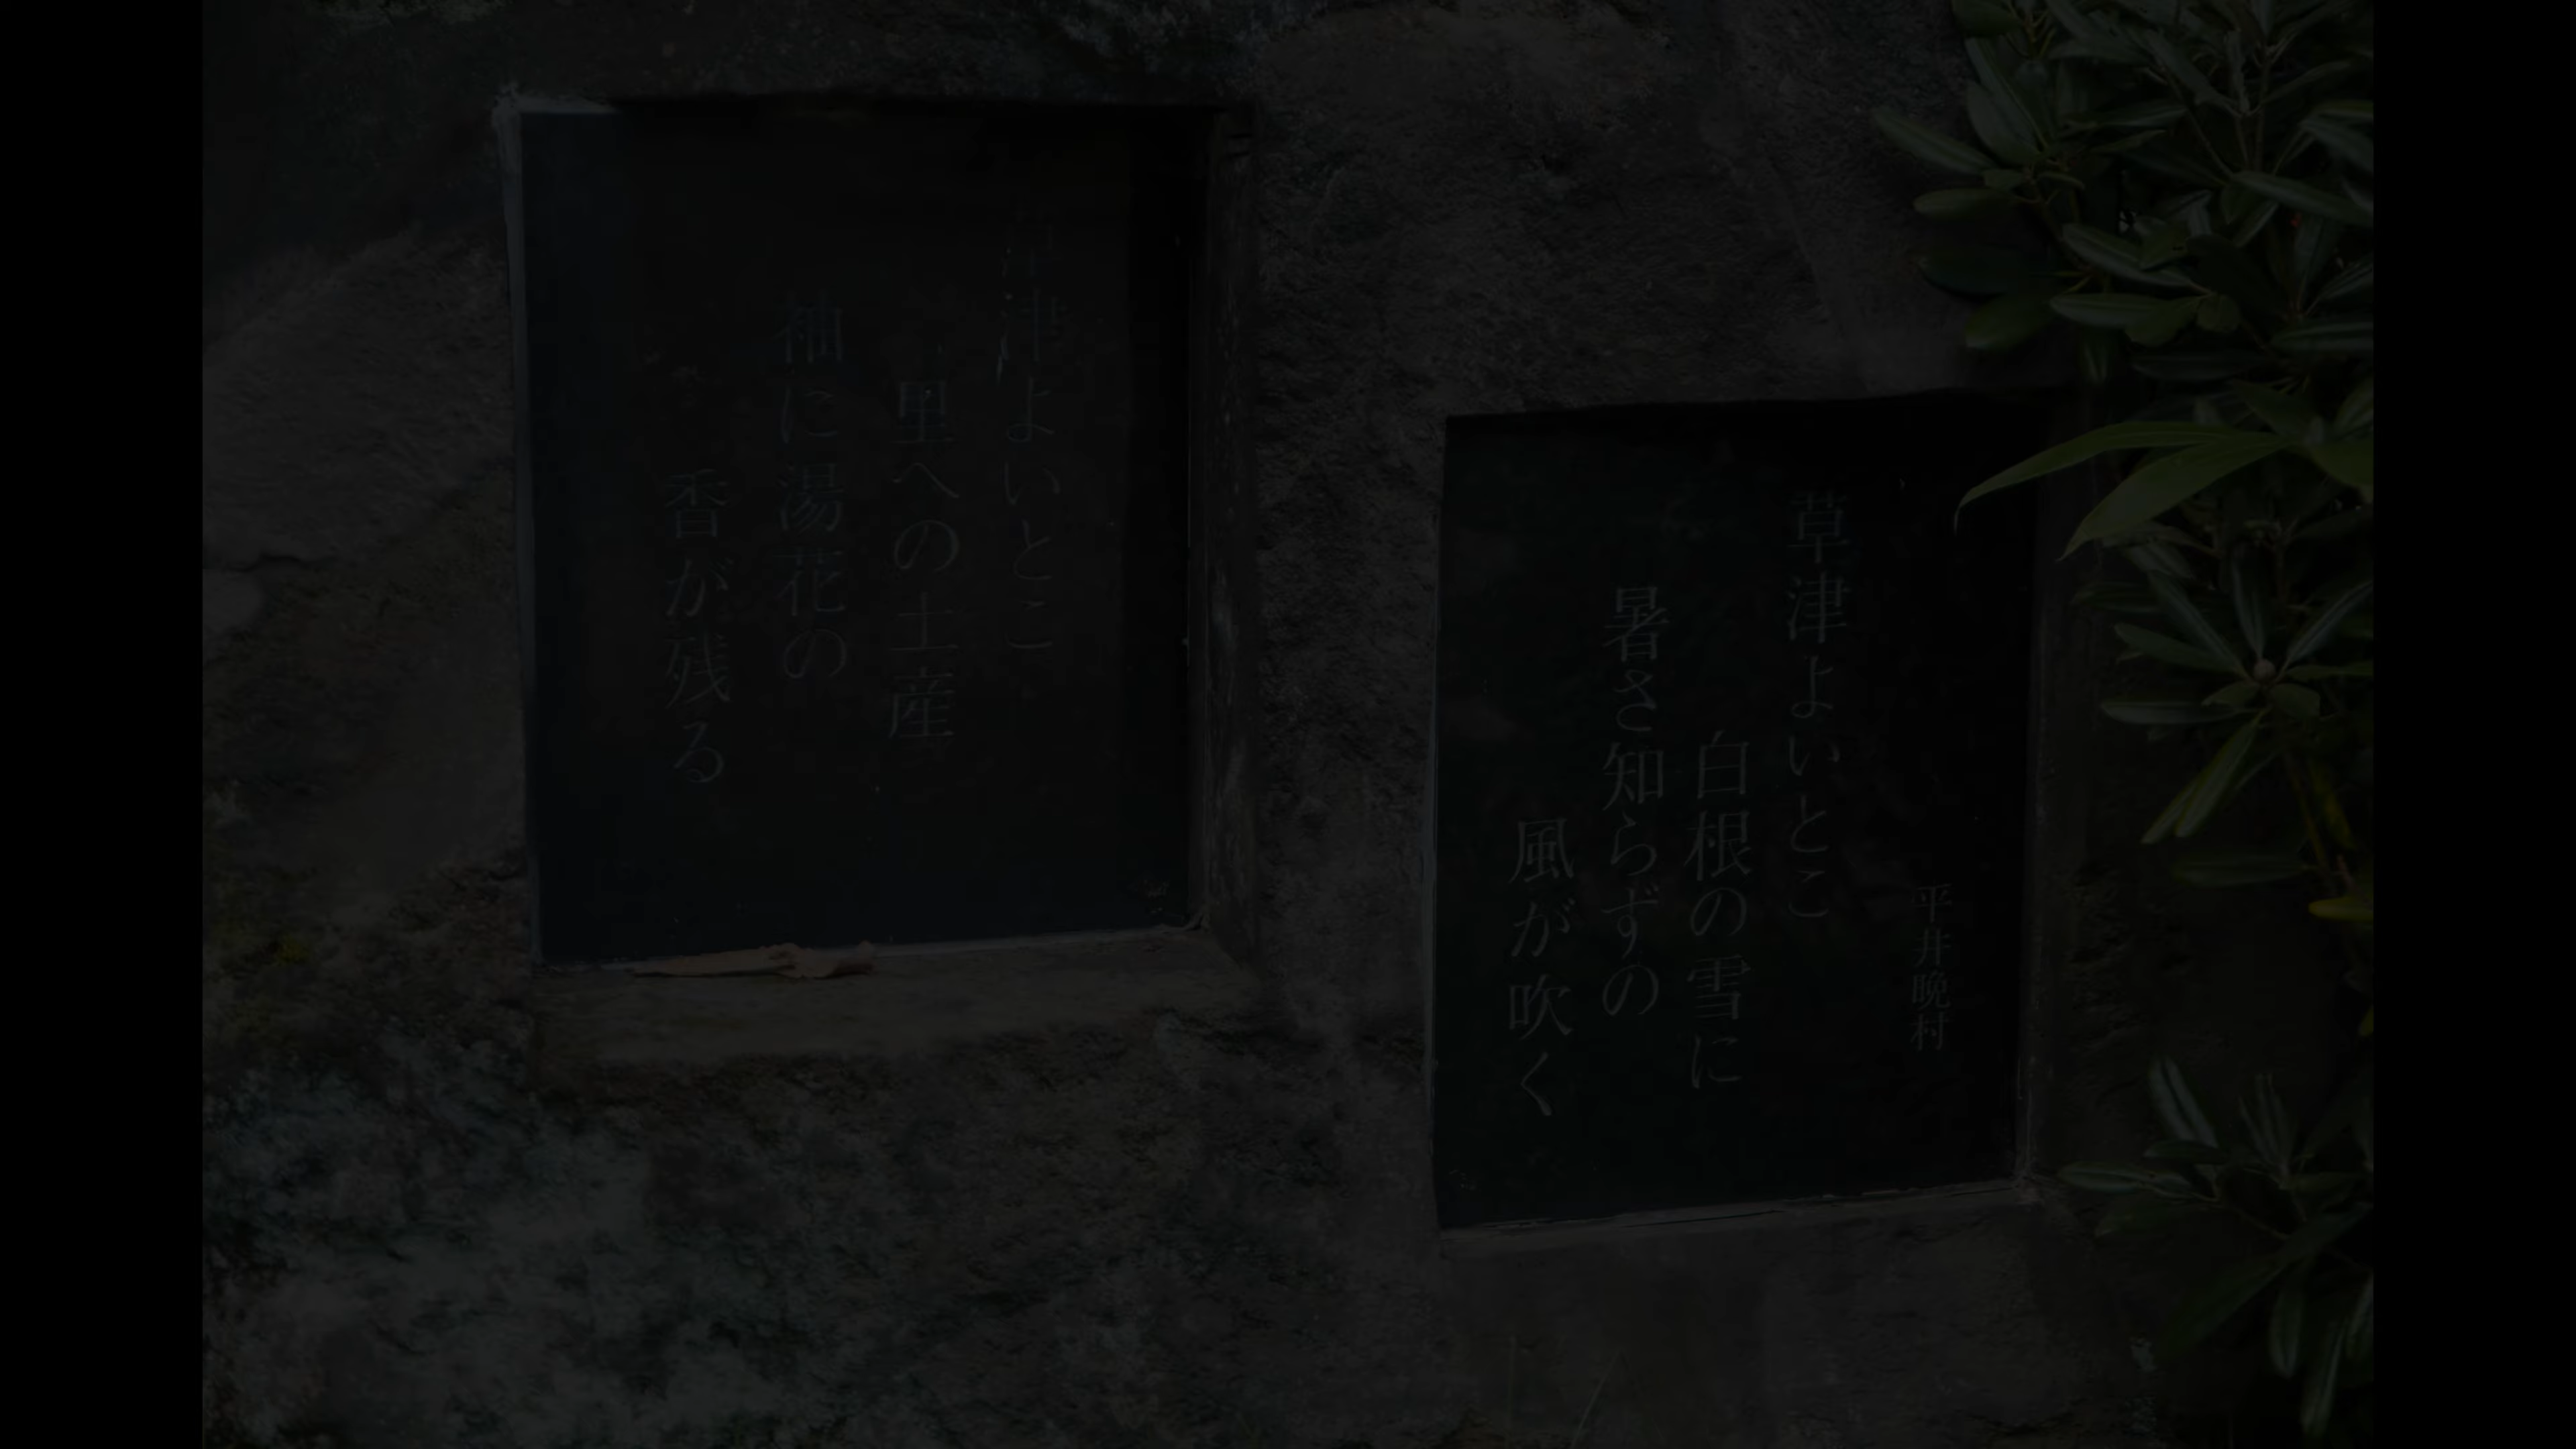 平井晩村
草津よいとこ
白根の雪に
暑さ知らずの
風が吹く
草津よいとこ
里への土産
袖に湯花の
香が残る